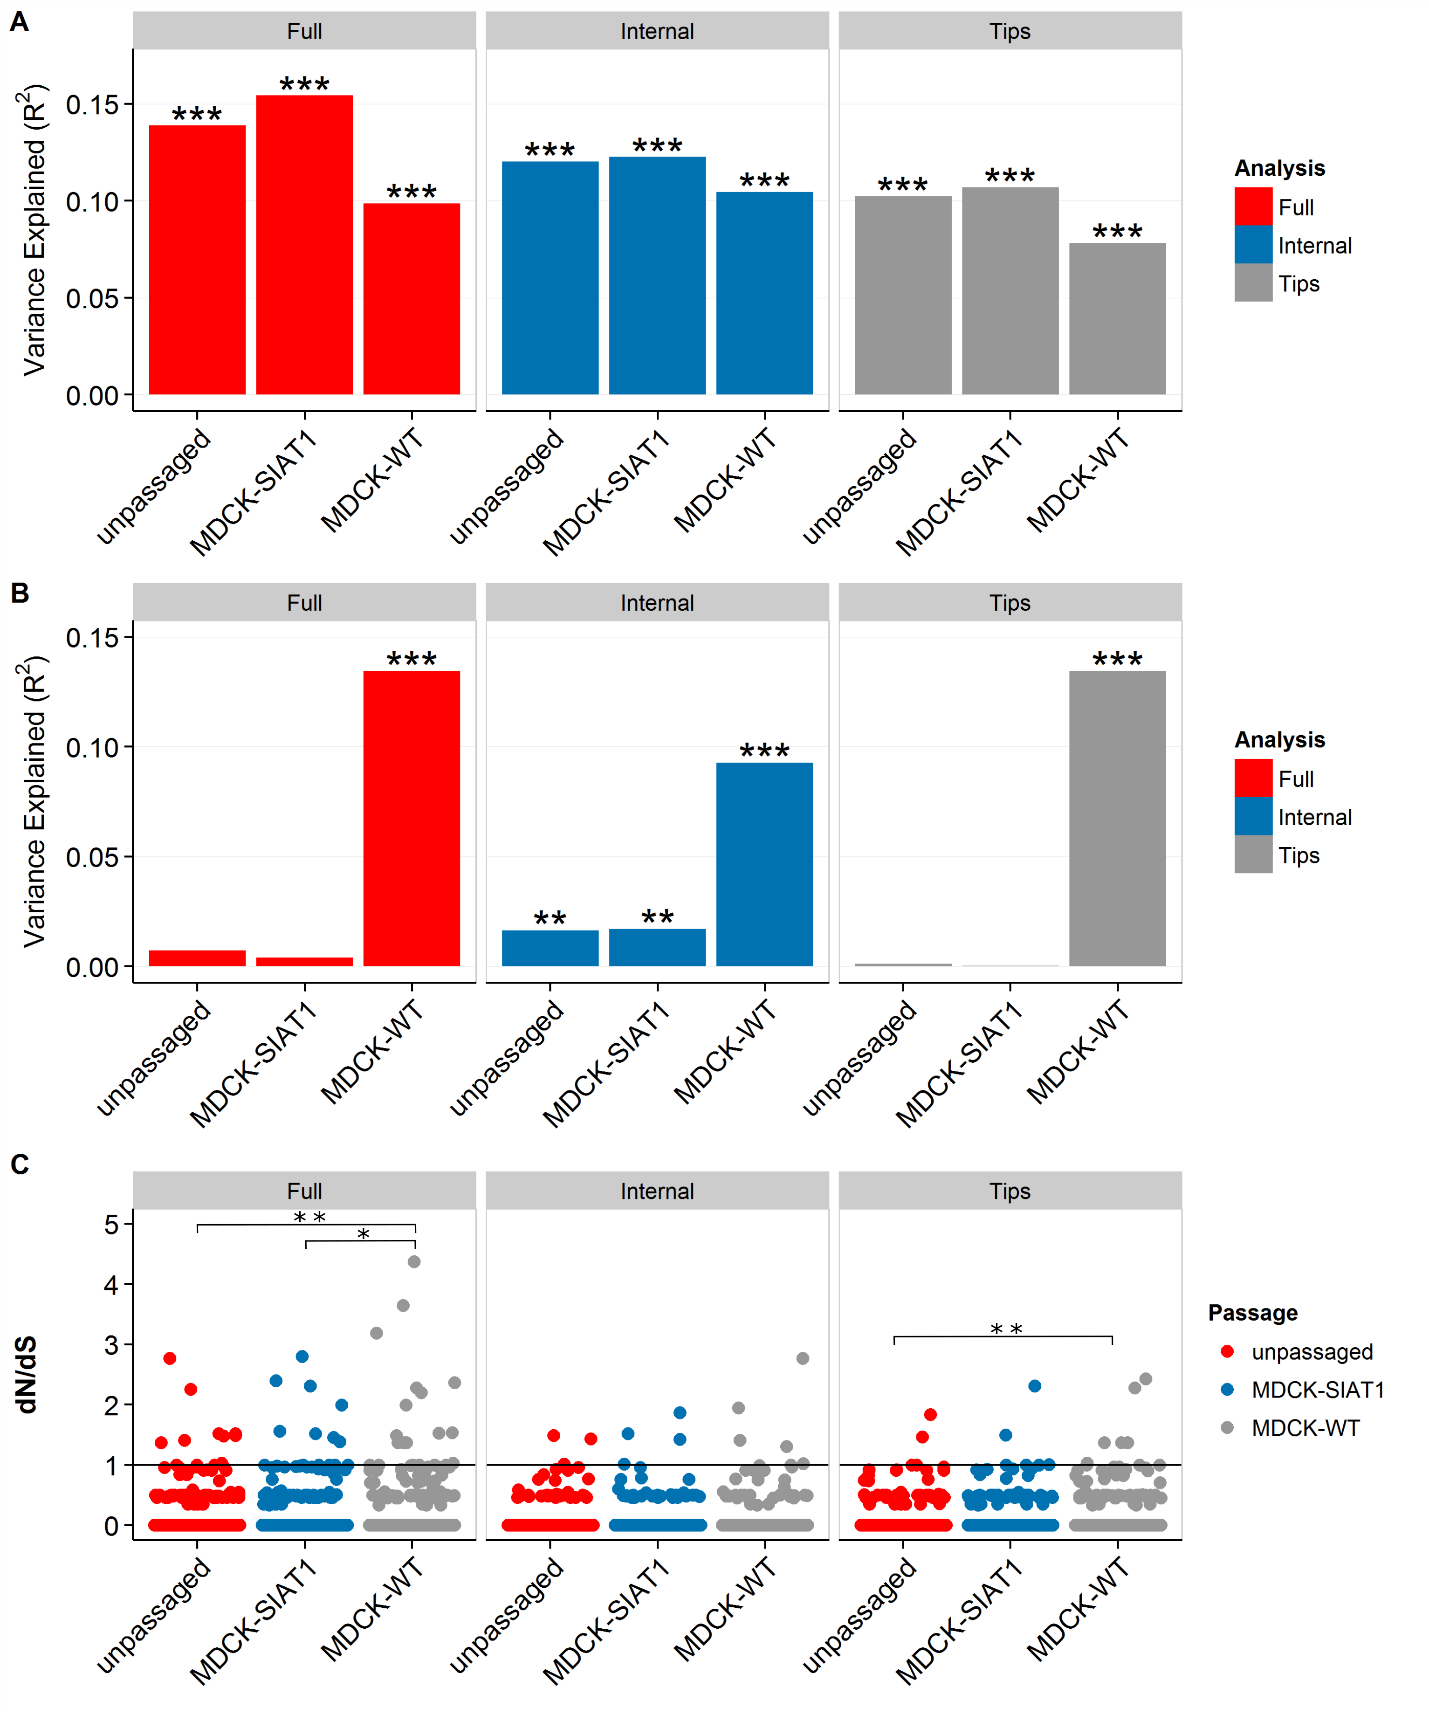 A
Full Internal Tips
Variance Explained (R²)
0.15
0.10
0.05
0.00
*** *** ***
*** *** ***
*** *** ***
unpassaged MDCK-SIAT1 MDCK-WT unpassaged MDCK-SIAT1 MDCK-WT unpassaged MDCK-SIAT1 MDCK-WT
Analysis
Full
Internal
Tips
B
Full Internal Tips
Variance Explained (R²)
0.15
0.10
0.05
0.00
***
** ** ***
***
unpassaged MDCK-SIAT1 MDCK-WT unpassaged MDCK-SIAT1 MDCK-WT unpassaged MDCK-SIAT1 MDCK-WT
Analysis
Full
Internal
Tips
C
Full Internal Tips
dN/dS
5
4
3
2
1
0
**
*
**
unpassaged MDCK-SIAT1 MDCK-WT unpassaged MDCK-SIAT1 MDCK-WT unpassaged MDCK-SIAT1 MDCK-WT
Passage
unpassaged
MDCK-SIAT1
MDCK-WT